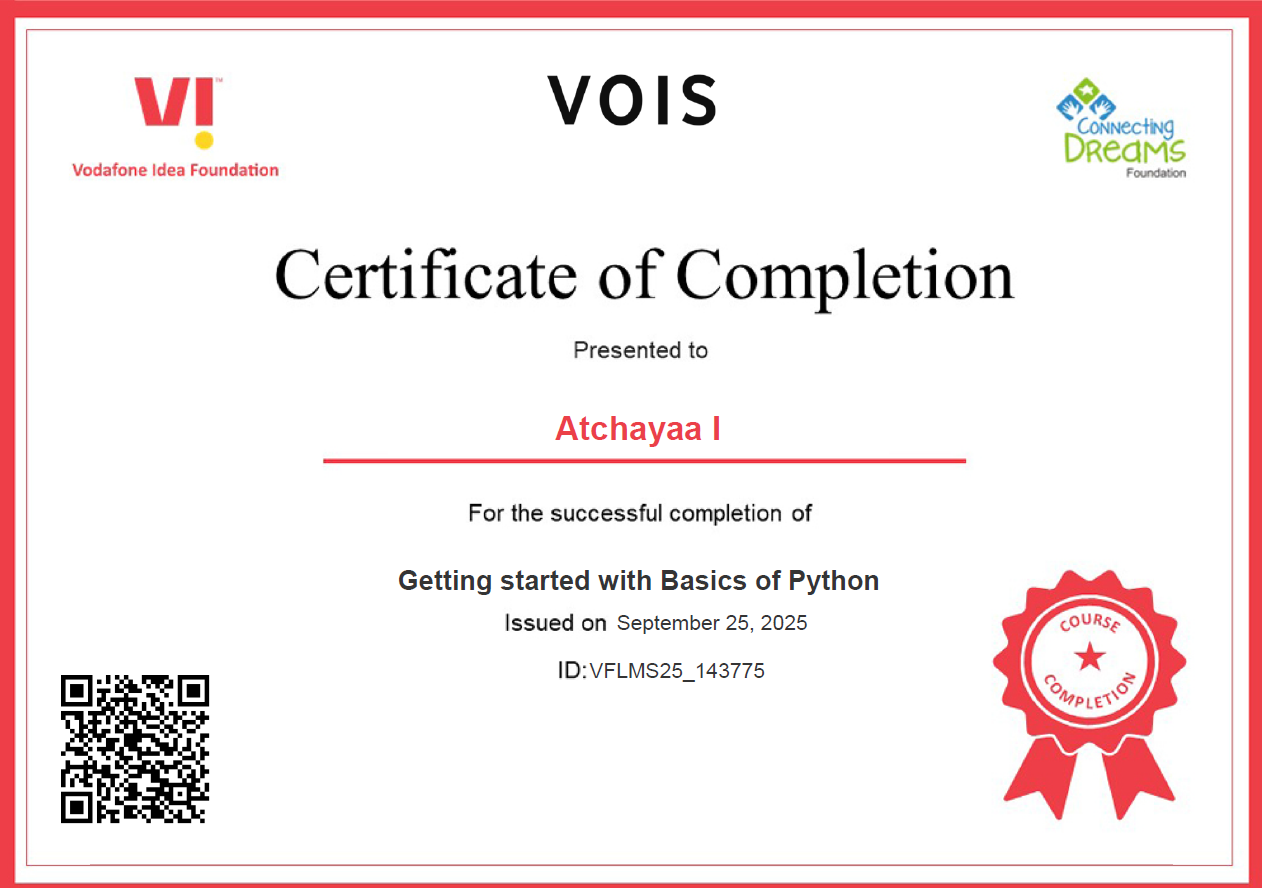 VI™
Vodafone Idea Foundation
VOIS
Connecting
Dreams
Foundation
Certificate of Completion
Presented to
Atchayaa I
For the successful completion of
Getting started with Basics of Python
Issued on September 25, 2025
ID:VFLMS25_143775
COURSE
COMPLETION